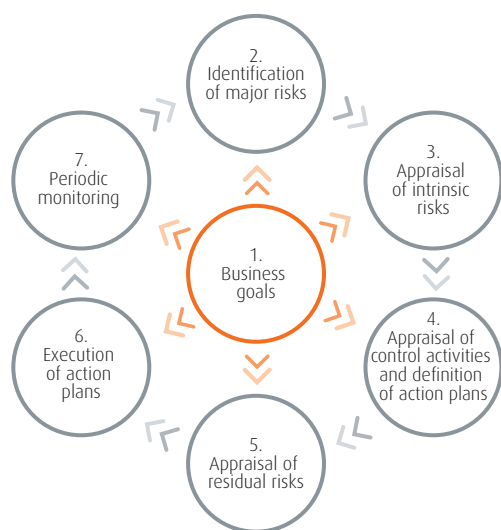 1.
Business
goals
2.
Identification
of major risks
3.
Appraisal
of intrinsic
risks
4.
Appraisal of
control activities
and definition
of action plans
5.
Appraisal of
residual risks
6.
Execution
of action
plans
7.
Periodic
monitoring